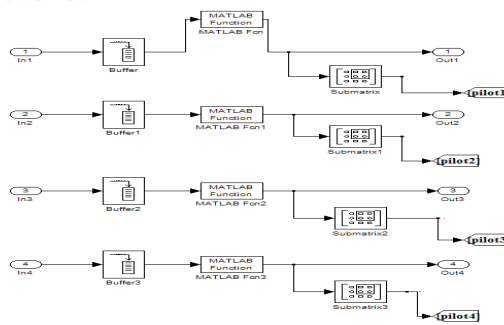 MATLAB
Function
MATLAB Fcn
1
In1
Buffer
1
Out1
Submatrix
[pilot1
2
In2
Buffer1
MATLAB
Function
MATLAB Fcn1
2
Out2
Submatrix1
[pilot2]
3
In3
Buffer2
MATLAB
Function
MATLAB Fcn2
3
Out3
Submatrix2
[pilot3
4
In4
Buffer3
MATLAB
Function
MATLAB Fcn3
4
Out4
Submatrix3
[pilot4]